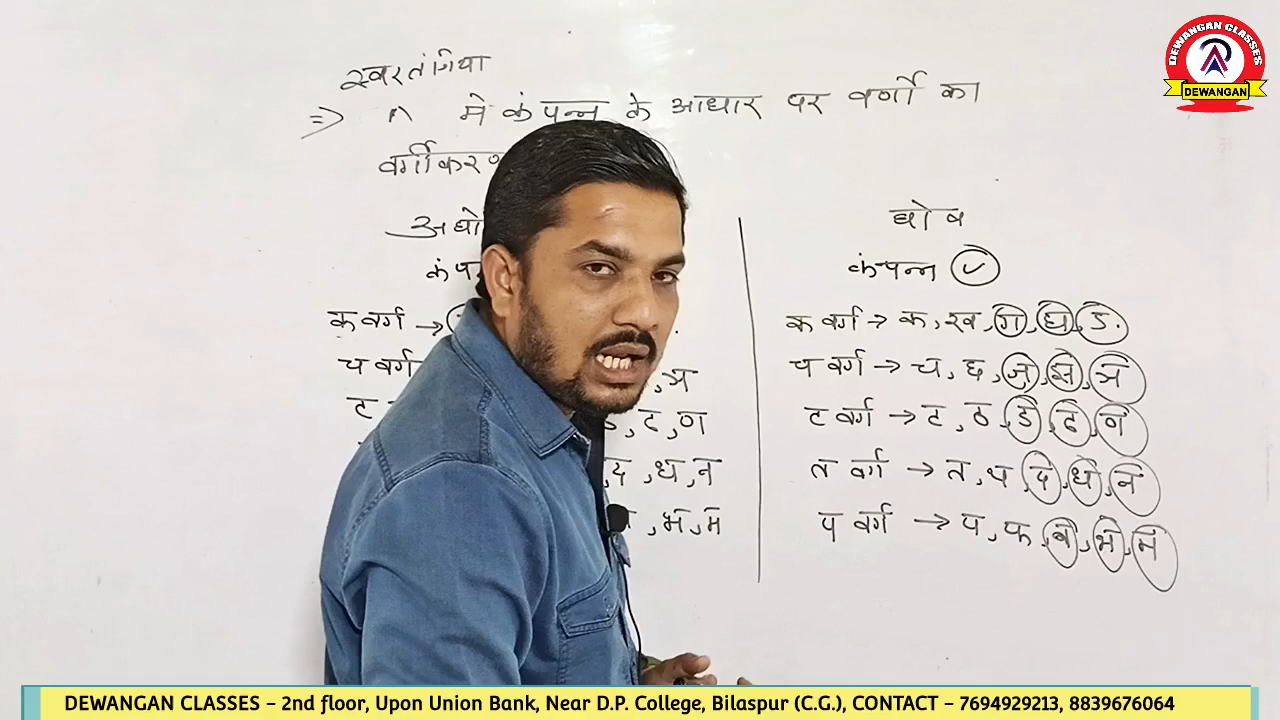 स्वरतंत्रिया
⇒ में कंपन्न के आधार पर वर्णों का
वर्गीकर
अघो
घोष
कंप
कंपन्न ✓
क वर्ग →
क वर्ग → क, ख, ग, घ, ङ
च वर्ग
, ञ
च वर्ग → च, छ, ज, झ, ञ
ट
, ढ, ण
ट वर्ग → ट, ठ, ड, ढ, ण
, द, ध, न
त वर्ग → त, थ, द, ध, न
, भ, म
प वर्ग → प, फ, ब, भ, म
DEWANGAN CLASSES
DEWANGAN
DEWANGAN CLASSES – 2nd floor, Upon Union Bank, Near D.P. College, Bilaspur (C.G.), CONTACT – 7694929213, 8839676064